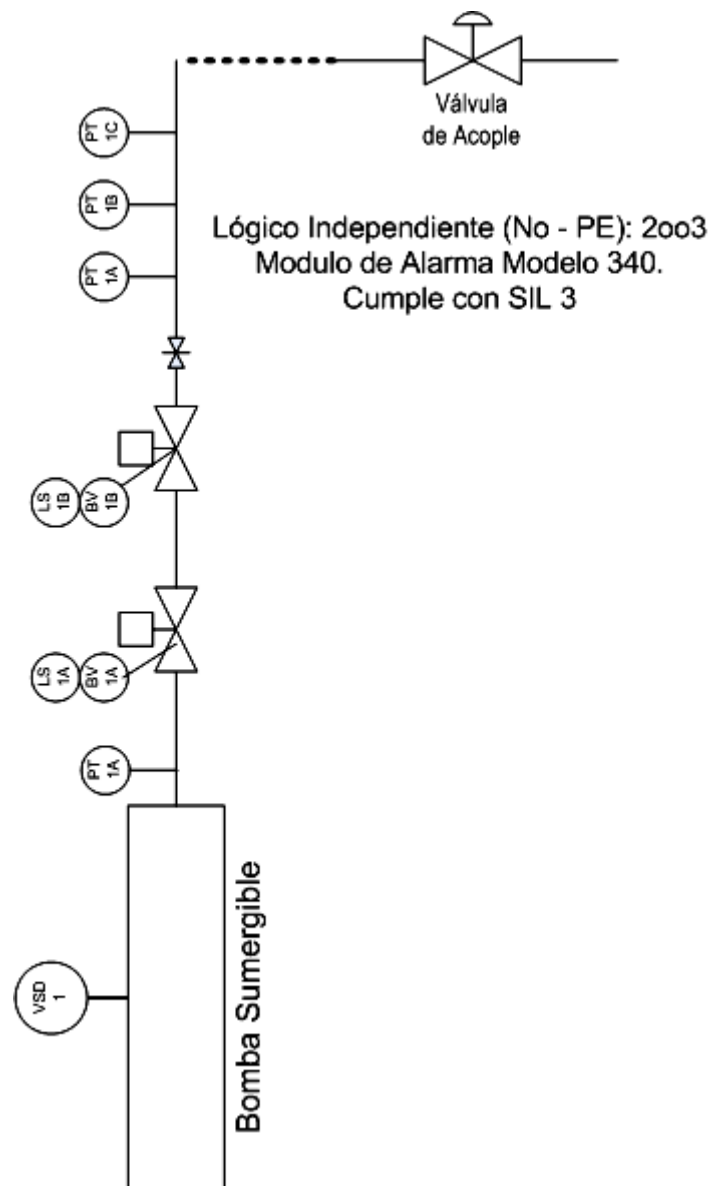 Válvula
de Acople
PT
1C
PT
1B
Lógico Independiente (No - PE): 2oo3
Modulo de Alarma Modelo 340.
Cumple con SIL 3
PT
1A
LS
1B
BV
1B
LS
1A
BV
1A
PT
1A
Bomba Sumergible
VSD
1